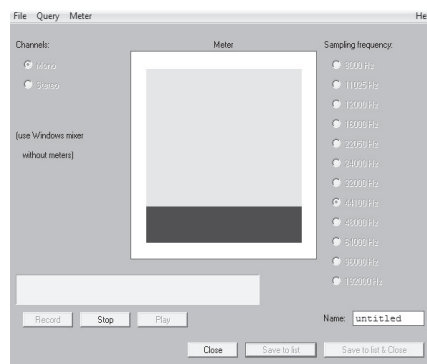 File Query Meter He
Channels:
Mono
Stereo
(use Windows mixer
without meters)
Meter
Sampling frequency:
8000 Hz
11025 Hz
12000 Hz
16000 Hz
22050 Hz
24000 Hz
32000 Hz
44100 Hz
48000 Hz
64000 Hz
96000 Hz
192000 Hz
Record Stop Play
Name: untitled
Close Save to list Save to list & Close